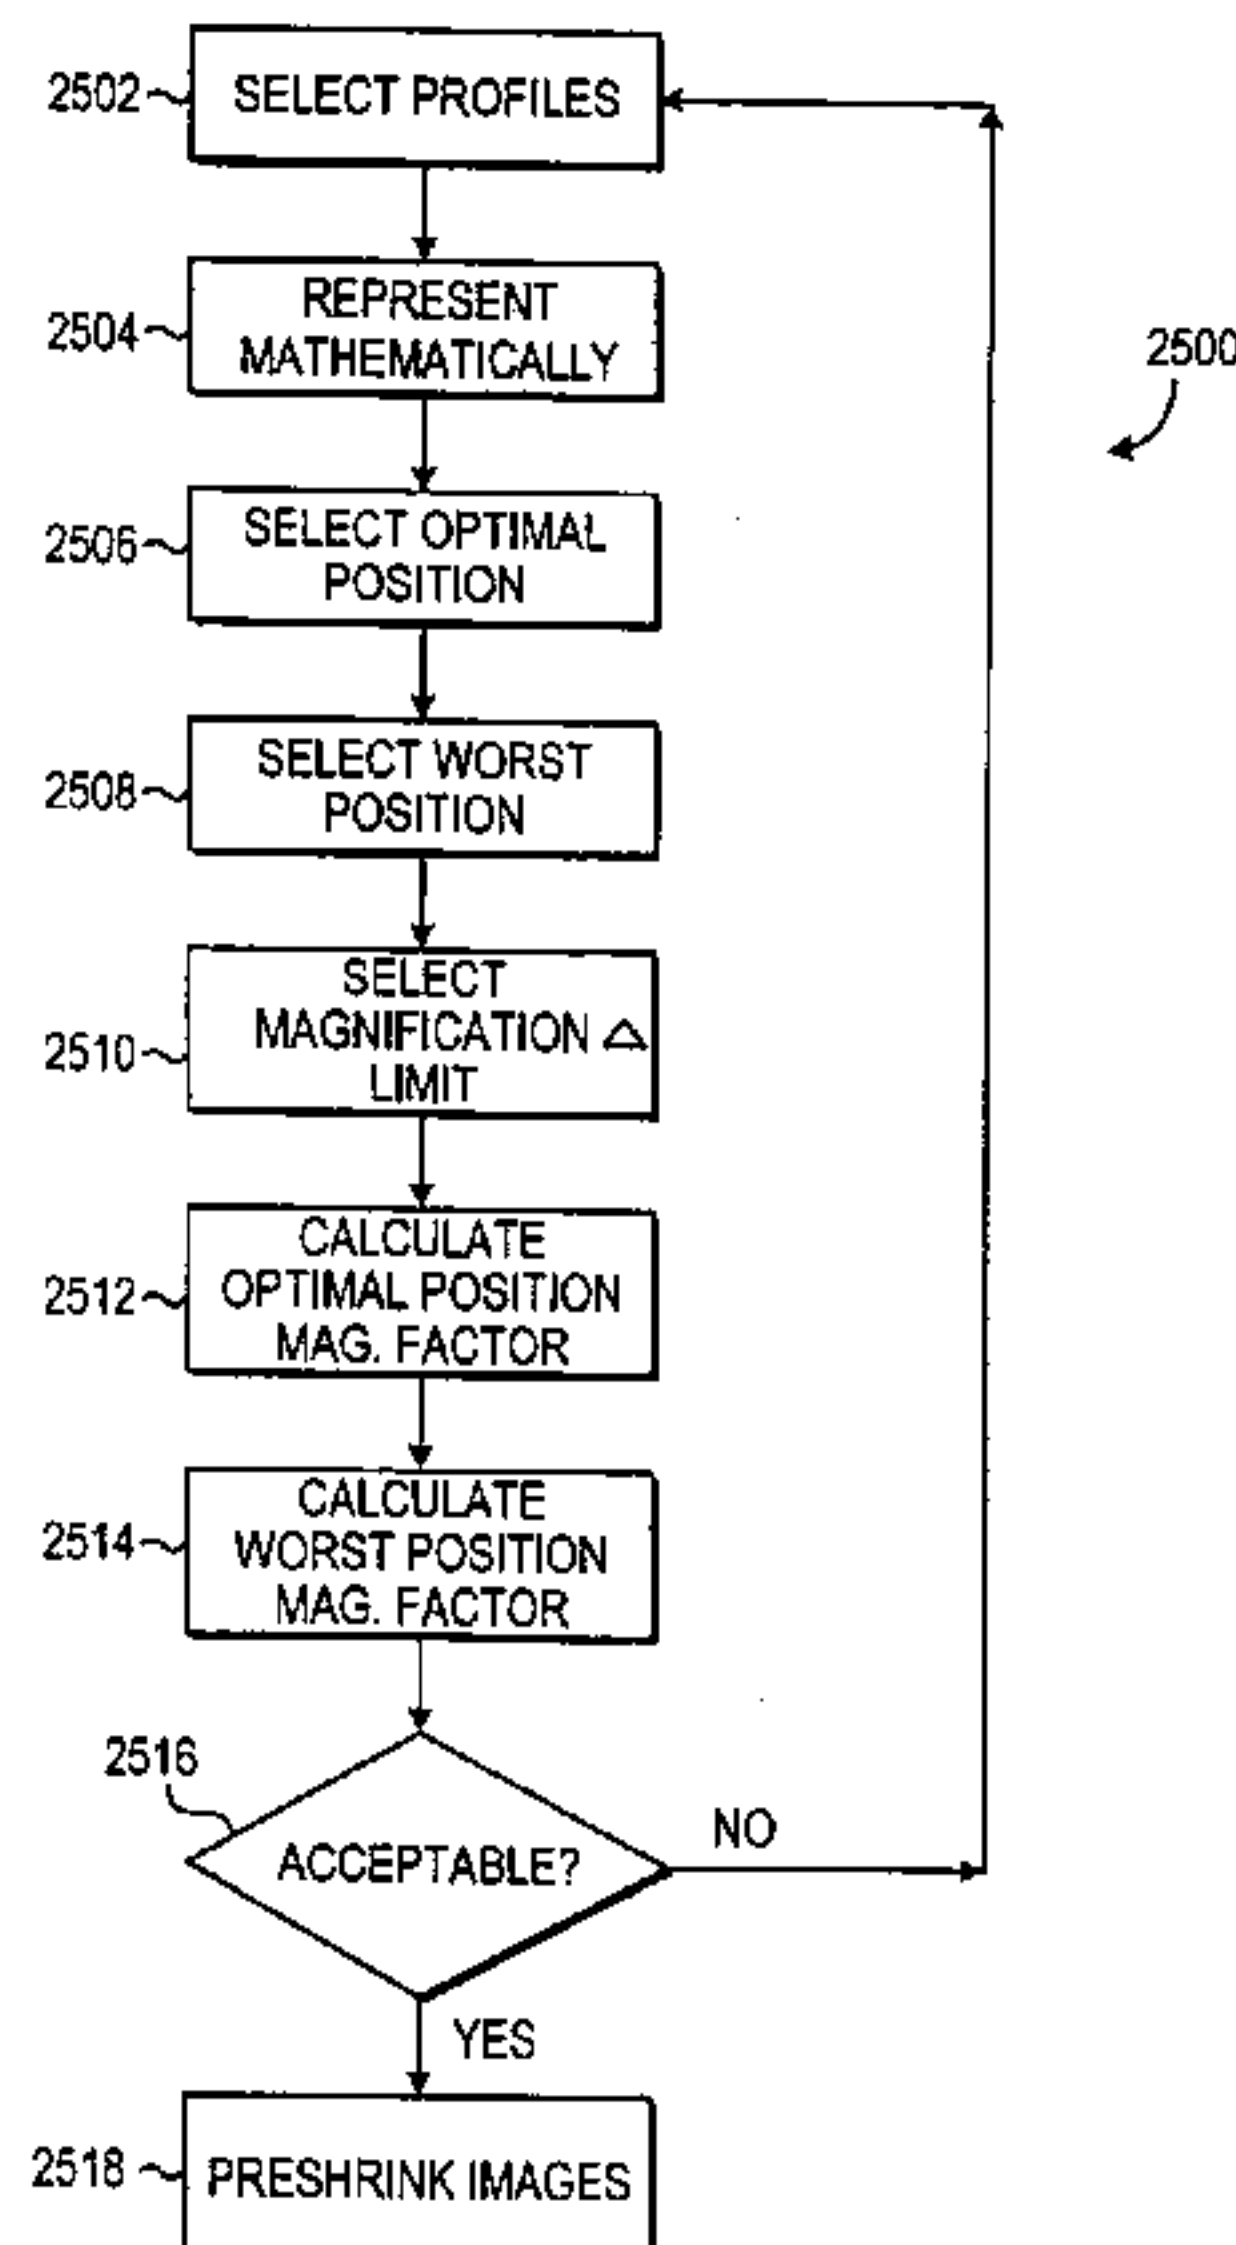 2502
SELECT PROFILES
2504
REPRESENT
MATHEMATICALLY
2500
2506
SELECT OPTIMAL
POSITION
2508
SELECT WORST
POSITION
2510
SELECT
MAGNIFICATION △
LIMIT
2512
CALCULATE
OPTIMAL POSITION
MAG. FACTOR
2514
CALCULATE
WORST POSITION
MAG. FACTOR
2516
ACCEPTABLE?
NO
YES
2518
PRESHRINK IMAGES